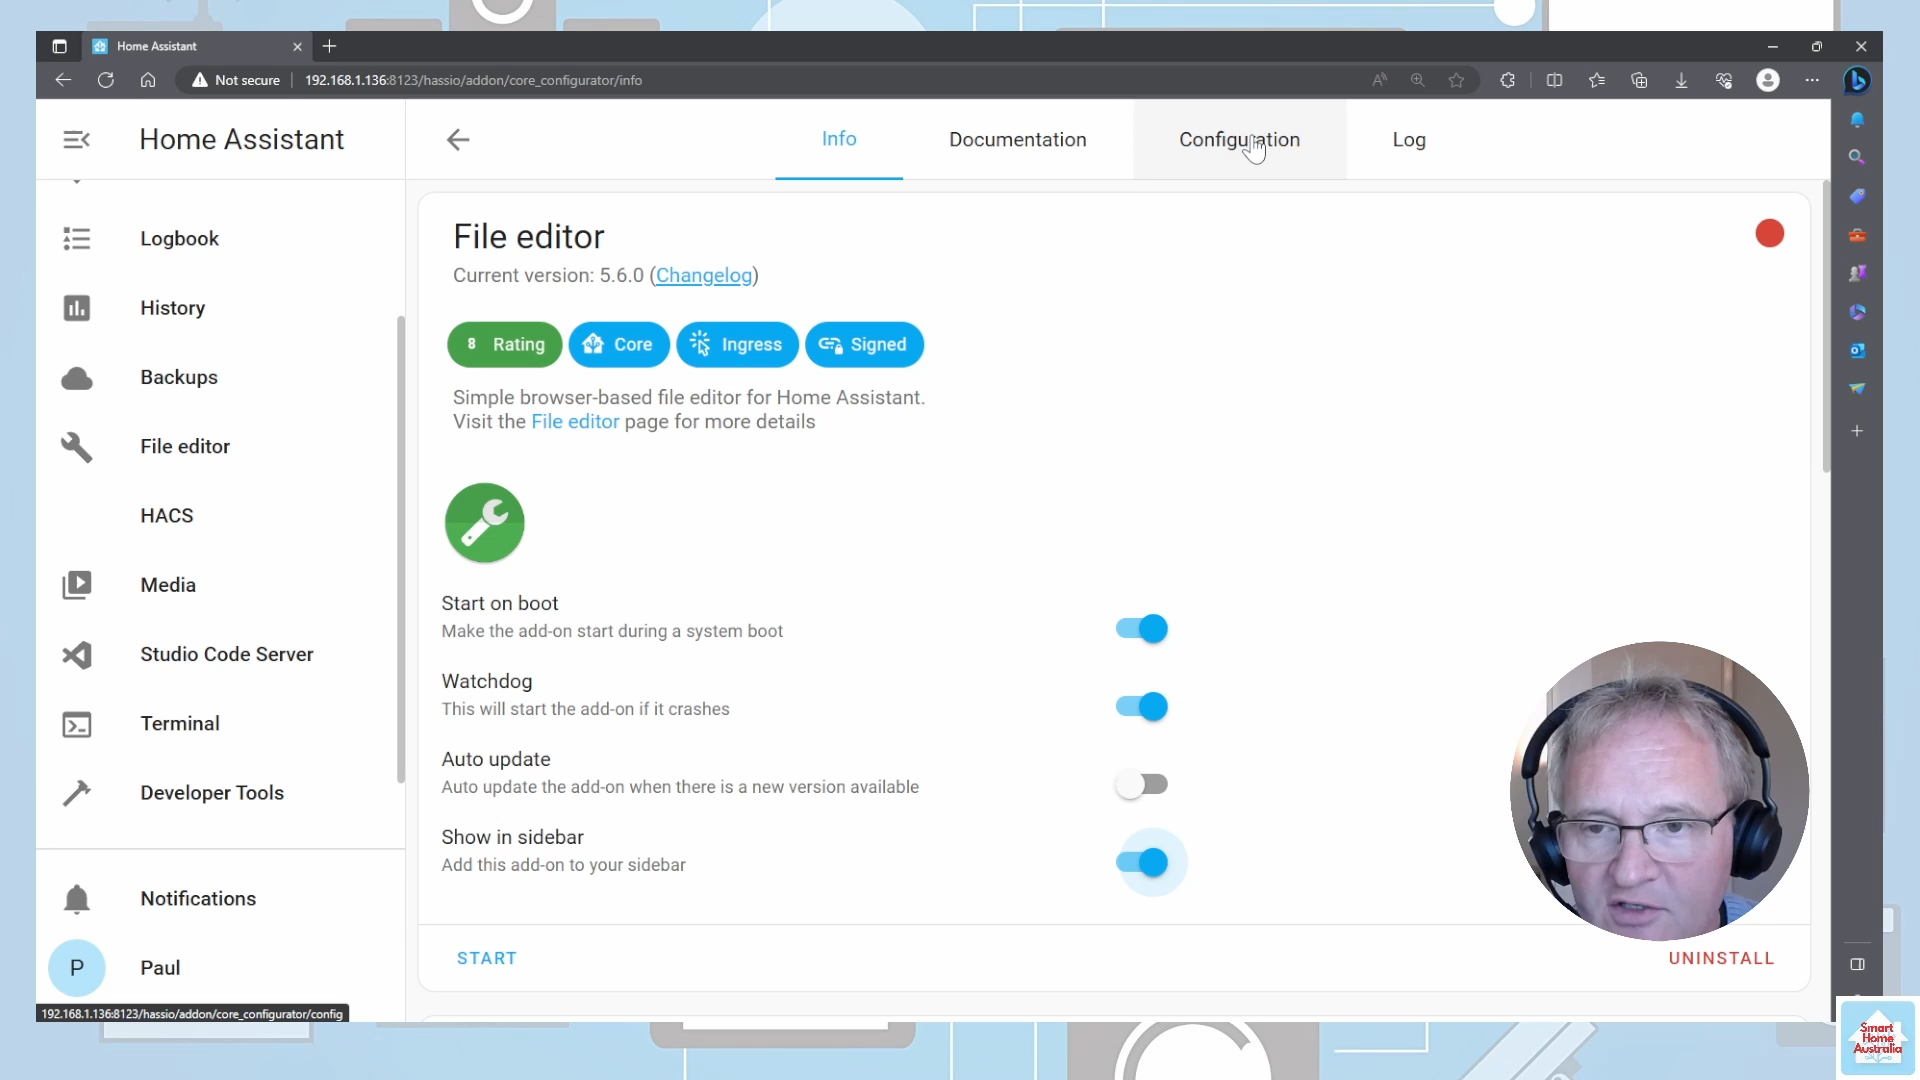 Home Assistant
Not secure
192.168.1.136:8123/hassio/addon/core_configurator/info
Home Assistant
Info
Documentation
Configuration
Log
Logbook
History
Backups
File editor
HACS
Media
Studio Code Server
Terminal
Developer Tools
Notifications
P
Paul
192.168.1.136:8123/hassio/addon/core_configurator/config
File editor
Current version: 5.6.0 (Changelog)
8 Rating
Core
Ingress
Signed
Simple browser-based file editor for Home Assistant.
Visit the File editor page for more details
Start on boot
Make the add-on start during a system boot
Watchdog
This will start the add-on if it crashes
Auto update
Auto update the add-on when there is a new version available
Show in sidebar
Add this add-on to your sidebar
START
UNINSTALL
Smart
Home
Australia